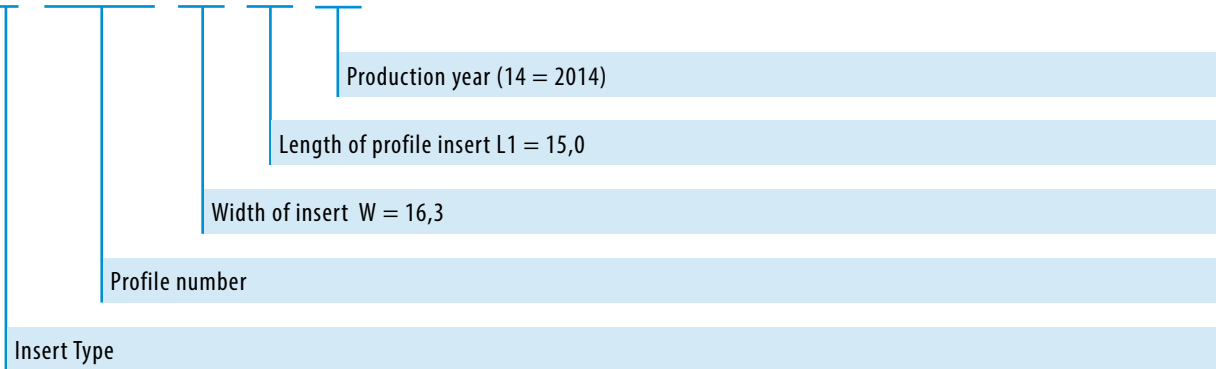 Production year (14 = 2014)
Length of profile insert L1 = 15,0
Width of insert W = 16,3
Profile number
Insert Type